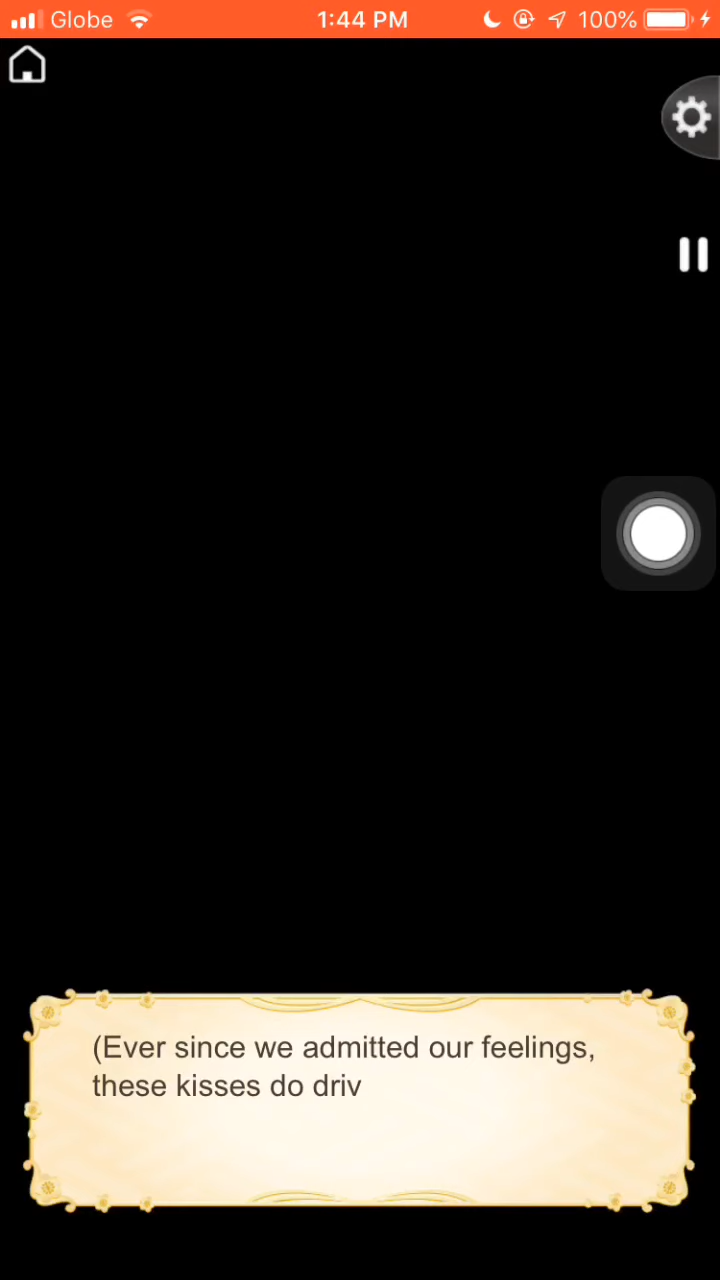 Globe
1:44 PM
100%
(Ever since we admitted our feelings,
these kisses do driv